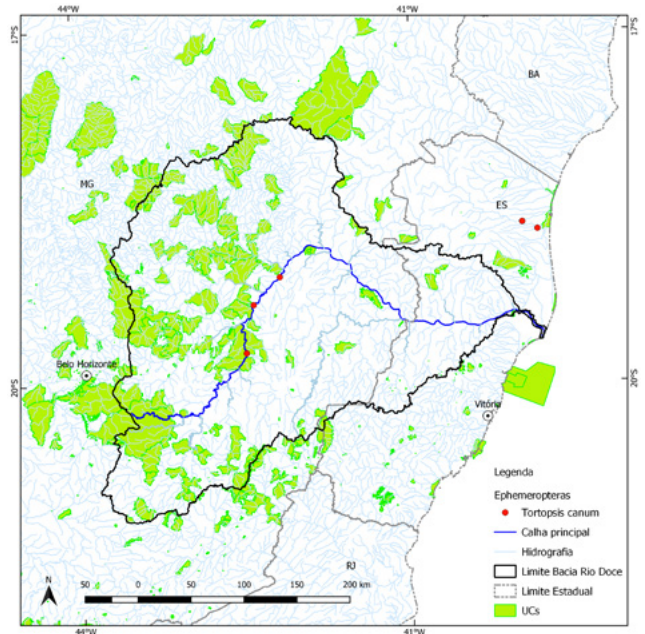 44°W
41°W
17°S
17°S
BA
MG
ES
Belo Horizonte
20°S
20°S
Vitória
Legenda
Ephemeropteras
Tortopsis canum
Calha principal
Hidrografia
Limite Bacia Rio Doce
Limite Estadual
UCs
RJ
N
50 0 50 100 150 200 km
44°W
41°W